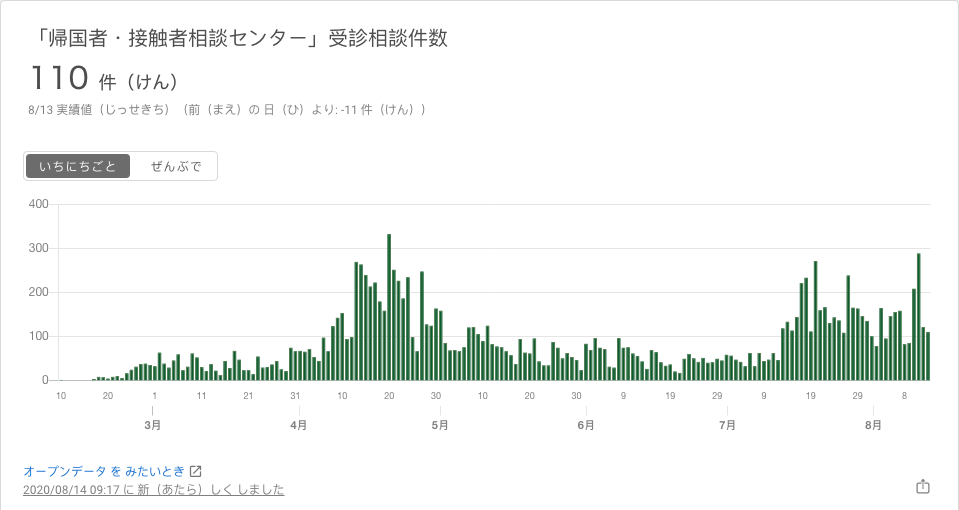 「帰国者・接触者相談センター」受診相談件数
110 件（けん）
8/13 実績値（じっせきち）（前（まえ）の 日（ひ）より: -11 件（けん））
いちにちごと ぜんぶで
400
300
200
100
0
10 20 1 11 21 31 10 20 30 10 20 30 9 19 29 9 19 29 8
3月 4月 5月 6月 7月 8月
オープンデータ を みたいとき
2020/08/14 09:17 に 新（あたら）しく しました